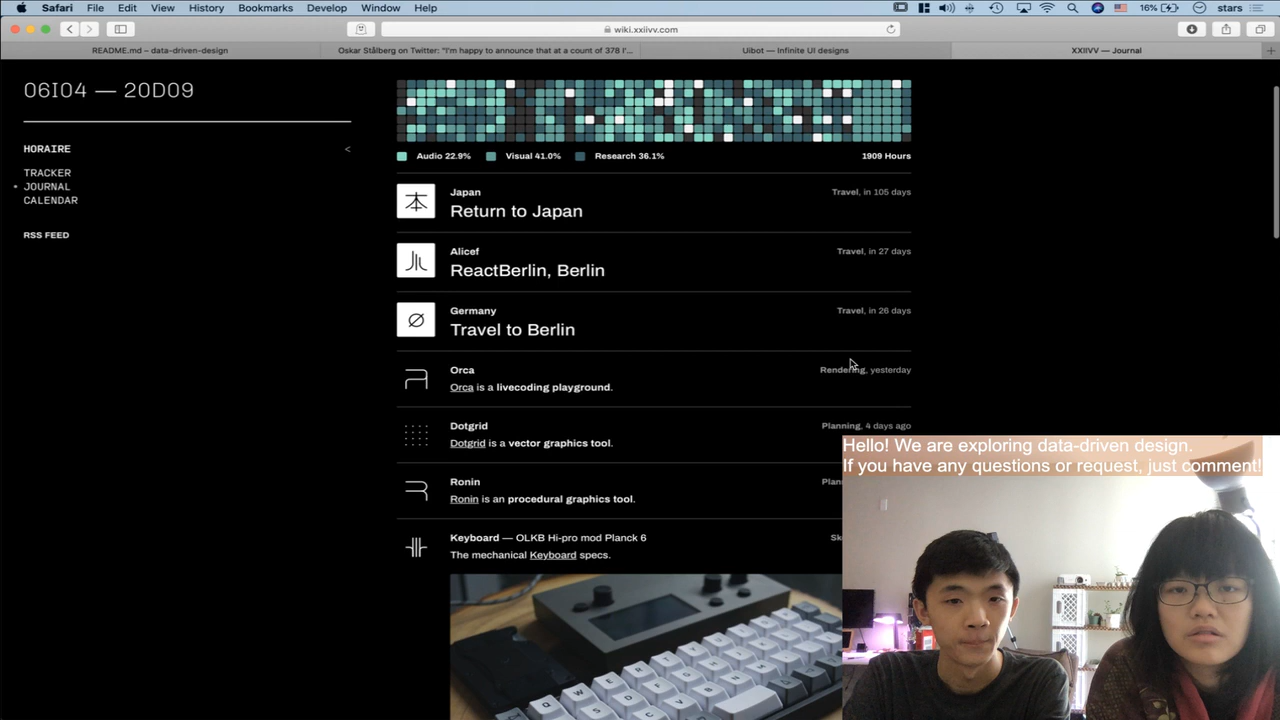 Safari File Edit View History Bookmarks Develop Window Help 16% stars
wiki.xxiivv.com
README.md – data-driven-design
Oskar Stålberg on Twitter: "I'm happy to announce that at a count of 378 I'...
Uibot — Infinite UI designs
XXIIVV — Journal
06I04 — 20D09
HORAIRE <
TRACKER
JOURNAL
CALENDAR
RSS FEED
Audio 22.9% Visual 41.0% Research 36.1% 1909 Hours
本
Japan Travel, in 105 days
Return to Japan
Alicef Travel, in 27 days
ReactBerlin, Berlin
Germany Travel, in 26 days
Travel to Berlin
Orca Rendering, yesterday
Orca is a livecoding playground.
Dotgrid Planning, 4 days ago
Dotgrid is a vector graphics tool.
Ronin
Ronin is an procedural graphics tool.
Keyboard — OLKB Hi-pro mod Planck 6
The mechanical Keyboard specs.
Hello! We are exploring data-driven design.
If you have any questions or request, just comment!